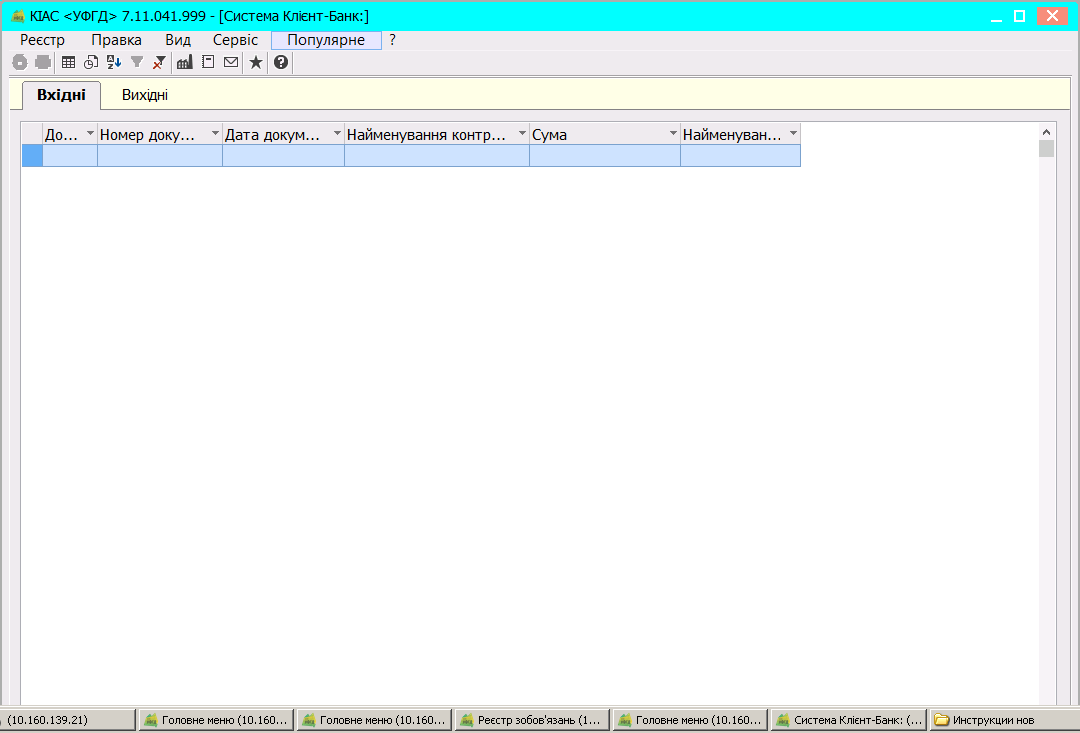 КІАС <УФГД> 7.11.041.999 - [Система Клієнт-Банк:]
Реєстр Правка Вид Сервіс Популярне ?
Вхідні Вихідні
До... Номер доку... Дата докум... Найменування контр... Сума Найменуван...
(10.160.139.21) Головне меню (10.160... Головне меню (10.160... Реєстр зобов'язань (1... Головне меню (10.160... Система Клієнт-Банк: (... Инструкции нов